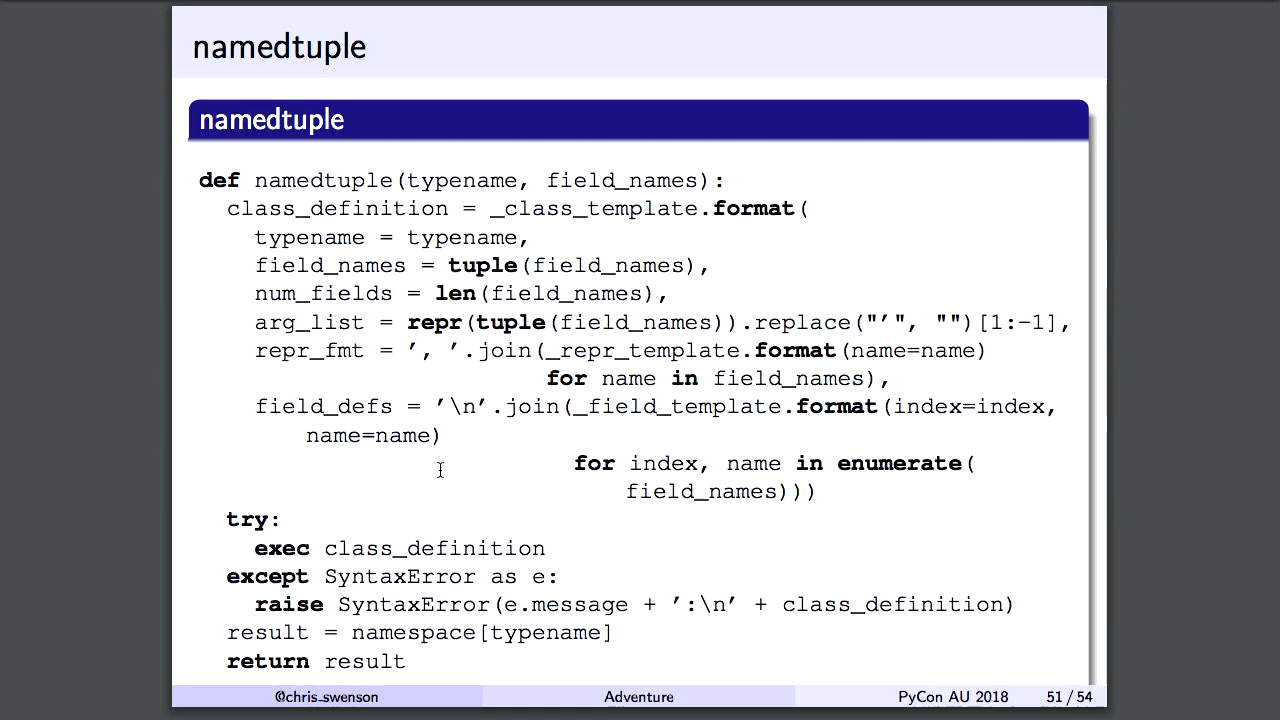 namedtuple
namedtuple
def namedtuple(typename, field_names):
class_definition = _class_template.format(
typename = typename,
field_names = tuple(field_names),
num_fields = len(field_names),
arg_list = repr(tuple(field_names)).replace("’", "")[1:-1],
repr_fmt = ’, ’.join(_repr_template.format(name=name)
for name in field_names),
field_defs = ’\n’.join(_field_template.format(index=index,
name=name)
for index, name in enumerate(
field_names)))
try:
exec class_definition
except SyntaxError as e:
raise SyntaxError(e.message + ’:\n’ + class_definition)
result = namespace[typename]
return result
@chris_swenson Adventure PyCon AU 2018 51 / 54